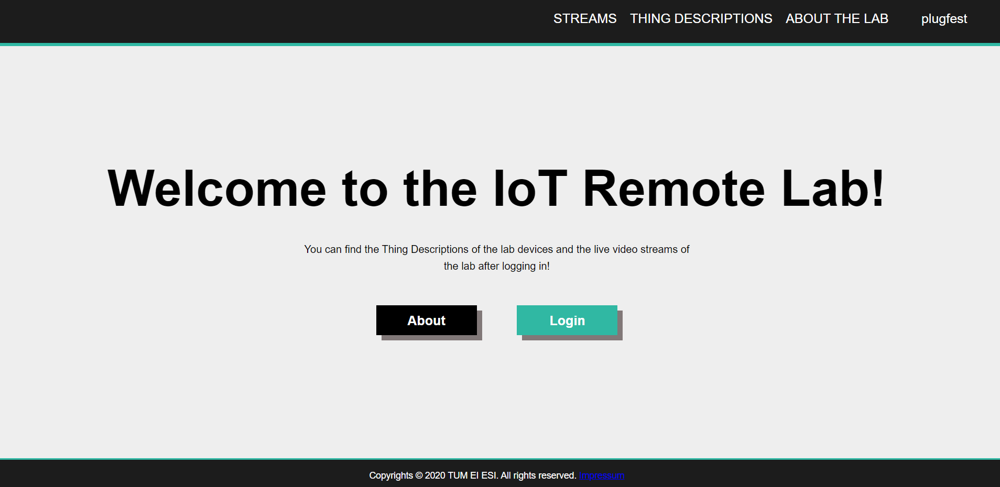 STREAMS THING DESCRIPTIONS ABOUT THE LAB plugfest
Welcome to the IoT Remote Lab!
You can find the Thing Descriptions of the lab devices and the live video streams of
the lab after logging in!
About Login
Copyrights © 2020 TUM EI ESI. All rights reserved. Impressum